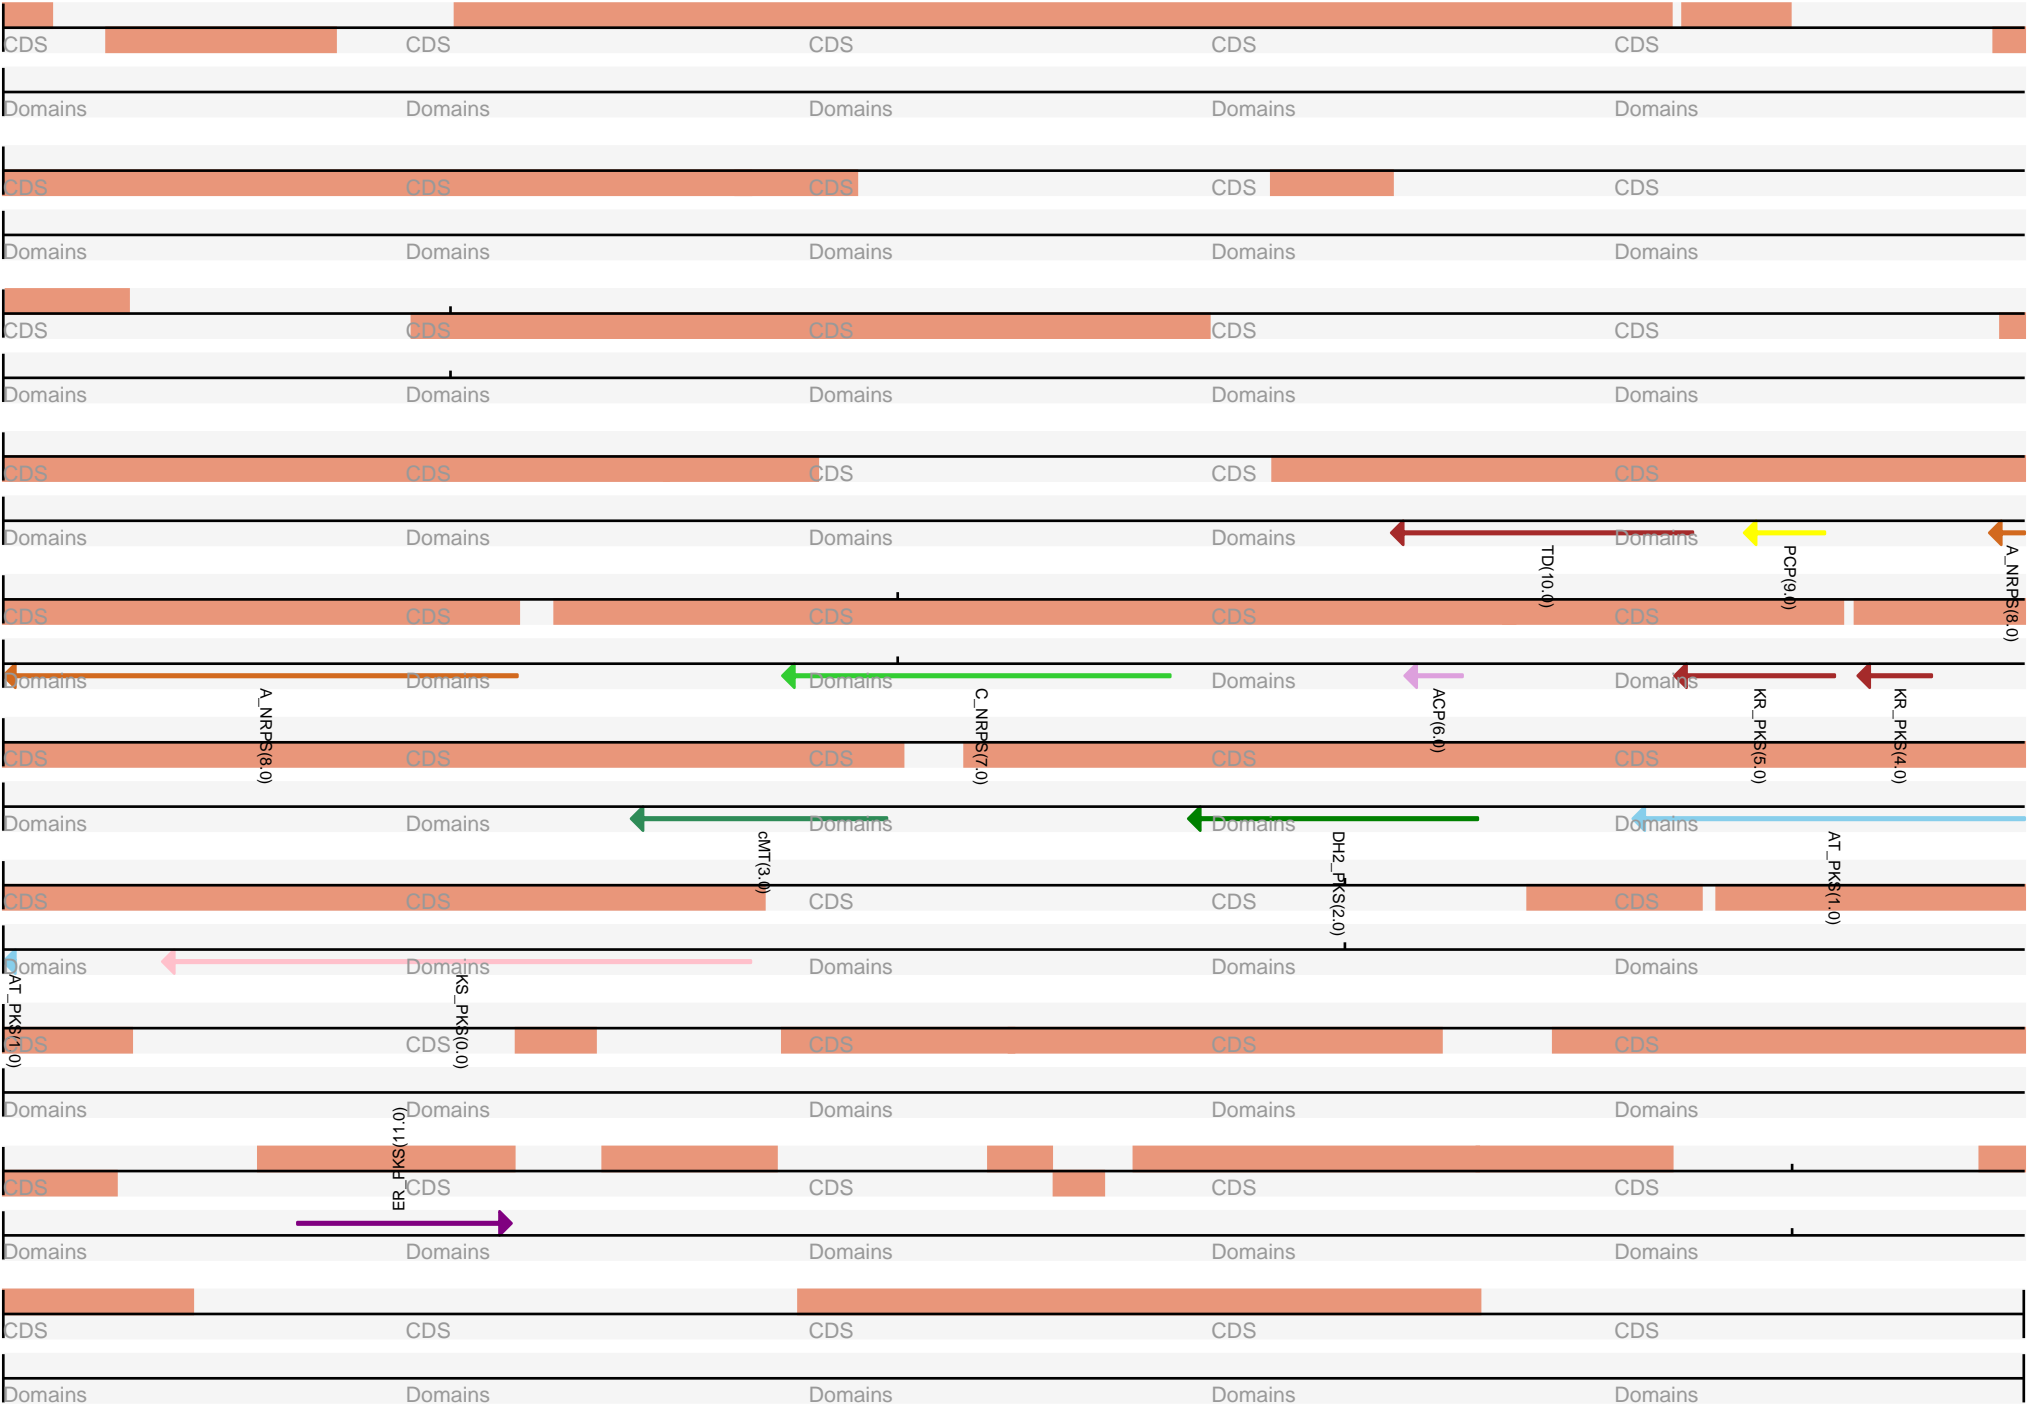 CDS CDS CDS CDS CDS
Domains Domains Domains Domains Domains
CDS CDS CDS CDS CDS
Domains Domains Domains Domains Domains
CDS CDS CDS CDS CDS
Domains Domains Domains Domains Domains
CDS CDS CDS CDS CDS
Domains Domains Domains Domains Domains
TD(10.0) PCP(9.0) A_NRPS(8.0)
CDS CDS CDS CDS CDS
Domains Domains Domains Domains Domains
A_NRPS(8.0) C_NRPS(7.0) ACP(6.0) KR_PKS(5.0) KR_PKS(4.0)
CDS CDS CDS CDS CDS
Domains Domains Domains Domains Domains
cMT(3.0) DH2_PKS(2.0) AT_PKS(1.0)
CDS CDS CDS CDS CDS
Domains Domains Domains Domains Domains
AT_PKS(1.0) KS_PKS(0.0)
CDS CDS CDS CDS CDS
Domains Domains Domains Domains Domains
ER_PKS(11.0)
CDS CDS CDS CDS CDS
Domains Domains Domains Domains Domains
CDS CDS CDS CDS CDS
Domains Domains Domains Domains Domains